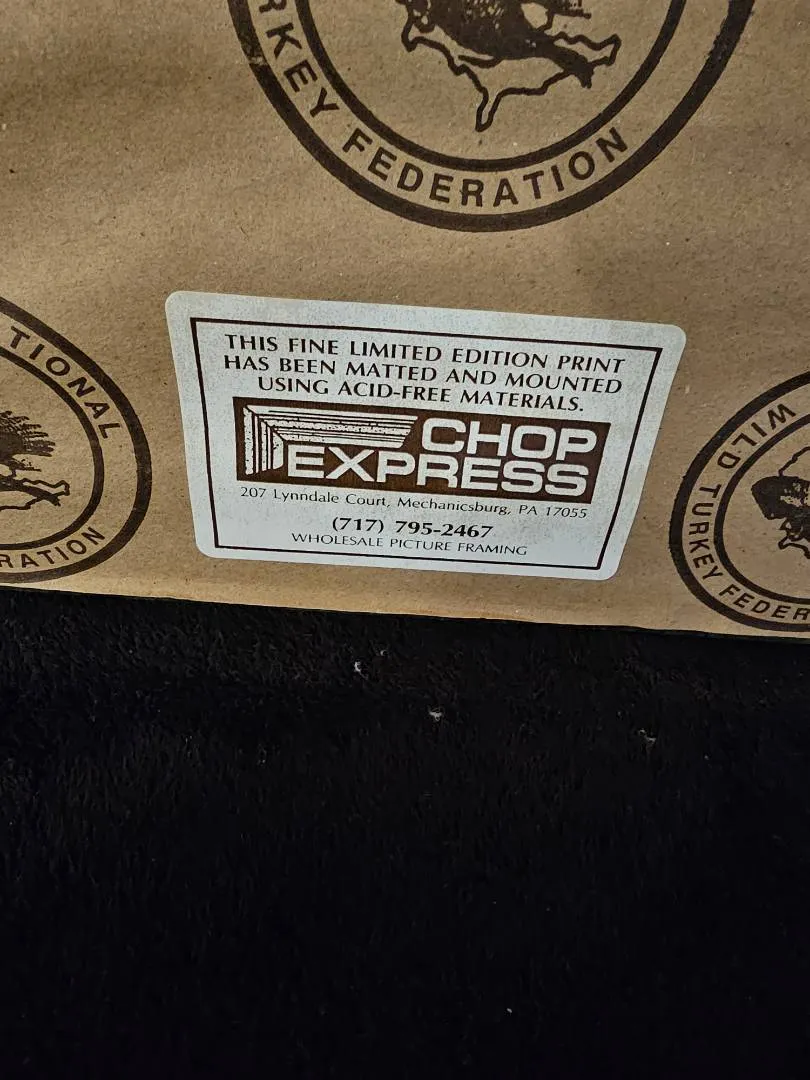 RKEY FEDERATION
TIONAL
RATION
THIS FINE LIMITED EDITION PRINT
HAS BEEN MATTED AND MOUNTED
USING ACID-FREE MATERIALS.
CHOP
EXPRESS
207 Lynndale Court, Mechanicsburg, PA 17055
(717) 795-2467
WHOLESALE PICTURE FRAMING
WILD TURKEY FEDER